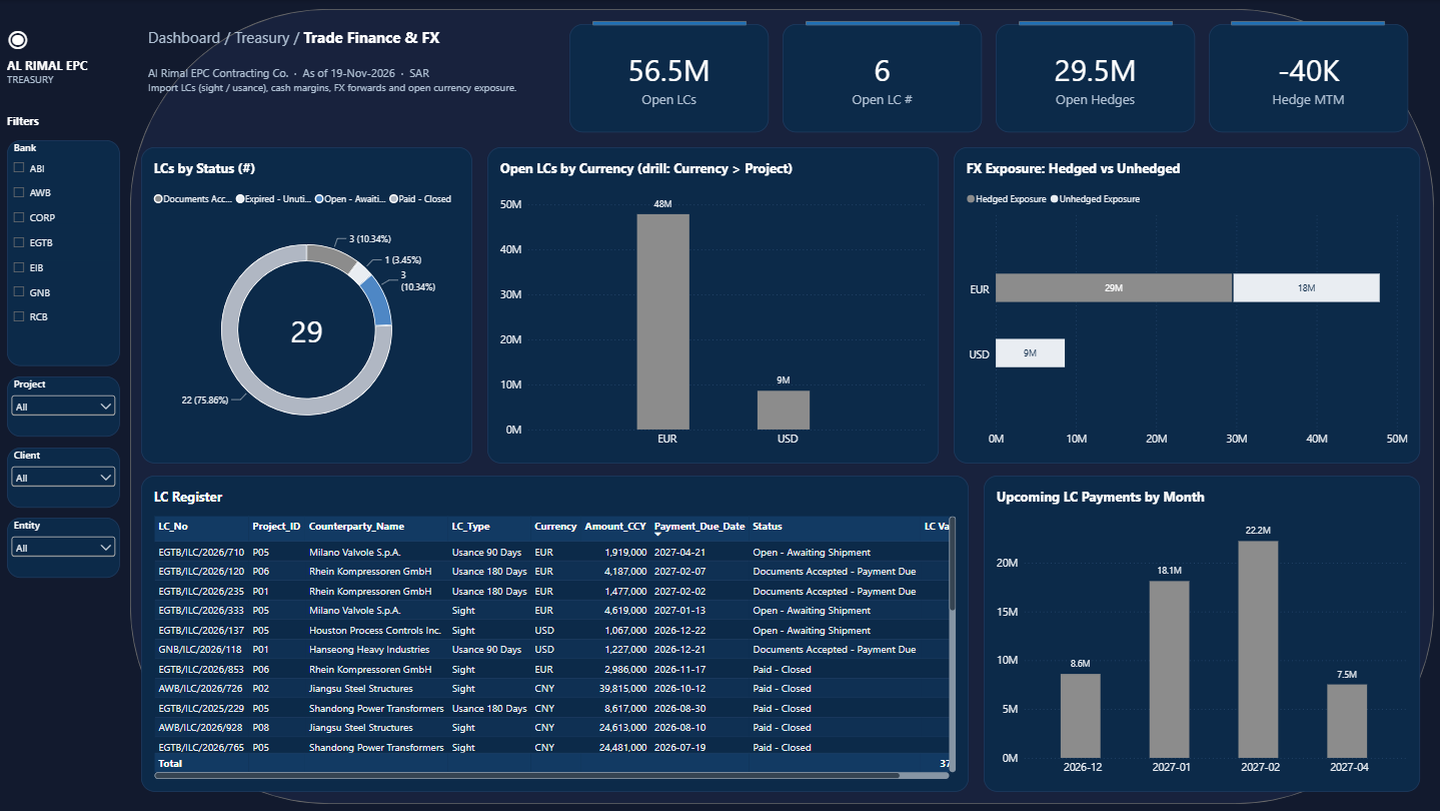 AL RIMAL EPC
TREASURY
Filters
Bank
ABI
AWB
CORP
EGTB
EIB
GNB
RCB
Project
All
Client
All
Entity
All
Dashboard / Treasury / Trade Finance & FX
Al Rimal EPC Contracting Co. · As of 19-Nov-2026 · SAR
Import LCs (sight / usance), cash margins, FX forwards and open currency exposure.
56.5M
Open LCs
6
Open LC #
29.5M
Open Hedges
-40K
Hedge MTM
LCs by Status (#)
Documents Acc... Expired - Unuti... Open - Awaiti... Paid - Closed
3 (10.34%)
1 (3.45%)
3
(10.34%)
29
22 (75.86%)
Open LCs by Currency (drill: Currency > Project)
50M
48M
40M
30M
20M
10M
9M
0M
EUR USD
FX Exposure: Hedged vs Unhedged
Hedged Exposure Unhedged Exposure
EUR 29M 18M
USD 9M
0M 10M 20M 30M 40M 50M
LC Register
LC_No Project_ID Counterparty_Name LC_Type Currency Amount_CCY Payment_Due_Date Status LC Va
EGTB/ILC/2026/710 P05 Milano Valvole S.p.A. Usance 90 Days EUR 1,919,000 2027-04-21 Open - Awaiting Shipment
EGTB/ILC/2026/120 P06 Rhein Kompressoren GmbH Usance 180 Days EUR 4,187,000 2027-02-07 Documents Accepted - Payment Due
EGTB/ILC/2026/235 P01 Rhein Kompressoren GmbH Usance 180 Days EUR 1,477,000 2027-02-02 Documents Accepted - Payment Due
EGTB/ILC/2026/333 P05 Milano Valvole S.p.A. Sight EUR 4,619,000 2027-01-13 Open - Awaiting Shipment
EGTB/ILC/2026/137 P05 Houston Process Controls Inc. Sight USD 1,067,000 2026-12-22 Open - Awaiting Shipment
GNB/ILC/2026/118 P01 Hanseong Heavy Industries Usance 90 Days USD 1,227,000 2026-12-21 Documents Accepted - Payment Due
EGTB/ILC/2026/853 P06 Rhein Kompressoren GmbH Sight EUR 2,986,000 2026-11-17 Paid - Closed
AWB/ILC/2026/726 P02 Jiangsu Steel Structures Sight CNY 39,815,000 2026-10-12 Paid - Closed
EGTB/ILC/2025/229 P05 Shandong Power Transformers Usance 180 Days CNY 8,617,000 2026-08-30 Paid - Closed
AWB/ILC/2026/928 P08 Jiangsu Steel Structures Sight CNY 24,613,000 2026-08-10 Paid - Closed
EGTB/ILC/2026/765 P05 Shandong Power Transformers Sight CNY 24,481,000 2026-07-19 Paid - Closed
Total 37
Upcoming LC Payments by Month
22.2M
20M
18.1M
15M
10M
8.6M
7.5M
5M
0M
2026-12 2027-01 2027-02 2027-04